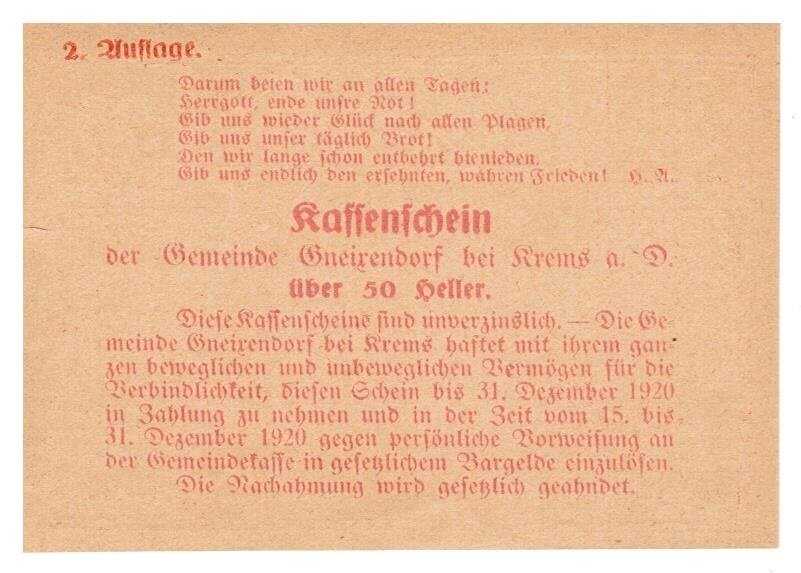 2. Auflage.
Darum beten wir an allen Tagen:
Herrgott, ende unsre Not!
Gib uns wieder Glück nach allen Plagen,
Gib uns unser täglich Brot!
Den wir lange schon entbehrt hienieden,
Gib uns endlich den ersehnten, wahren Frieden! H. A.
Kassenschein
der Gemeinde Gneixendorf bei Krems a. D.
über 50 Heller.
Diese Kassenscheine sind unverzinslich. — Die Ge-
meinde Gneixendorf bei Krems haftet mit ihrem gan-
zen beweglichen und unbeweglichen Vermögen für die
Verbindlichkeit, diesen Schein bis 31. Dezember 1920
in Zahlung zu nehmen und in der Zeit vom 15. bis
31. Dezember 1920 gegen persönliche Vorweisung an
der Gemeindekasse in gesetzlichem Bargelde einzulösen.
Die Nachahmung wird gesetzlich geahndet.